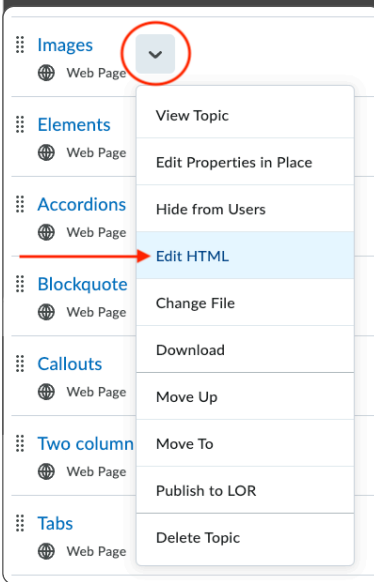 Images
Web Page
View Topic
Elements
Web Page
Edit Properties in Place
Accordions
Hide from Users
Web Page
Edit HTML
Blockquote
Web Page
Change File
Download
Callouts
Web Page
Move Up
Two column
Move To
Web Page
Publish to LOR
Tabs
Delete Topic
Web Page